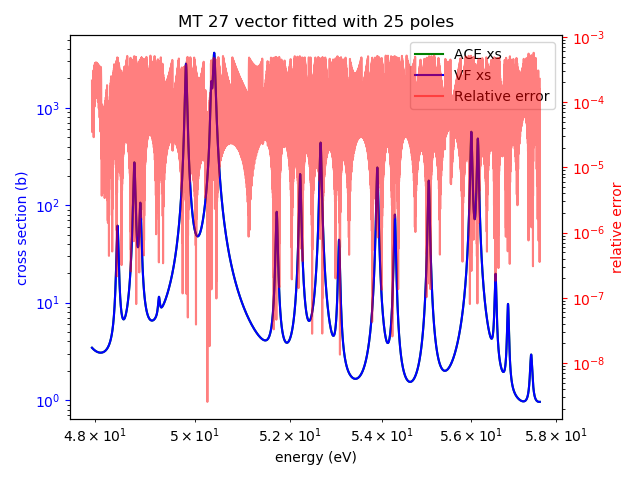 MT 27 vector fitted with 25 poles
ACE xs
VF xs
Relative error
10³
10²
10¹
10⁰
cross section (b)
10⁻³
10⁻⁴
10⁻⁵
10⁻⁶
10⁻⁷
10⁻⁸
relative error
4.8 × 10¹ 5 × 10¹ 5.2 × 10¹ 5.4 × 10¹ 5.6 × 10¹ 5.8 × 10¹
energy (eV)